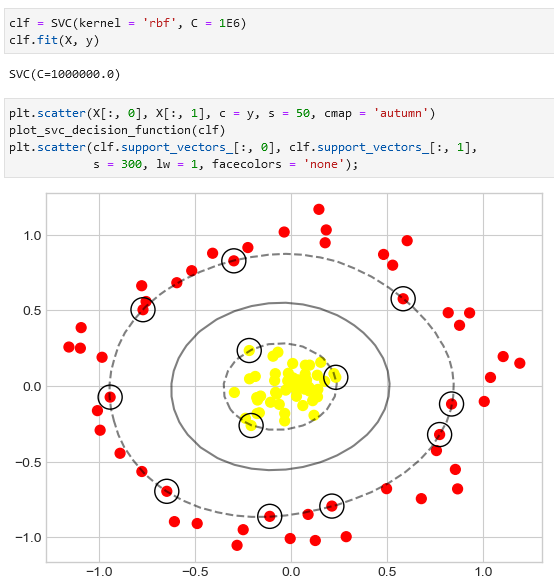 clf = SVC(kernel = 'rbf', C = 1E6)
clf.fit(X, y)
SVC(C=1000000.0)
plt.scatter(X[:, 0], X[:, 1], c = y, s = 50, cmap = 'autumn')
plot_svc_decision_function(clf)
plt.scatter(clf.support_vectors_[:, 0], clf.support_vectors_[:, 1],
s = 300, lw = 1, facecolors = 'none');
1.0
0.5
0.0
−0.5
−1.0
−1.0 −0.5 0.0 0.5 1.0